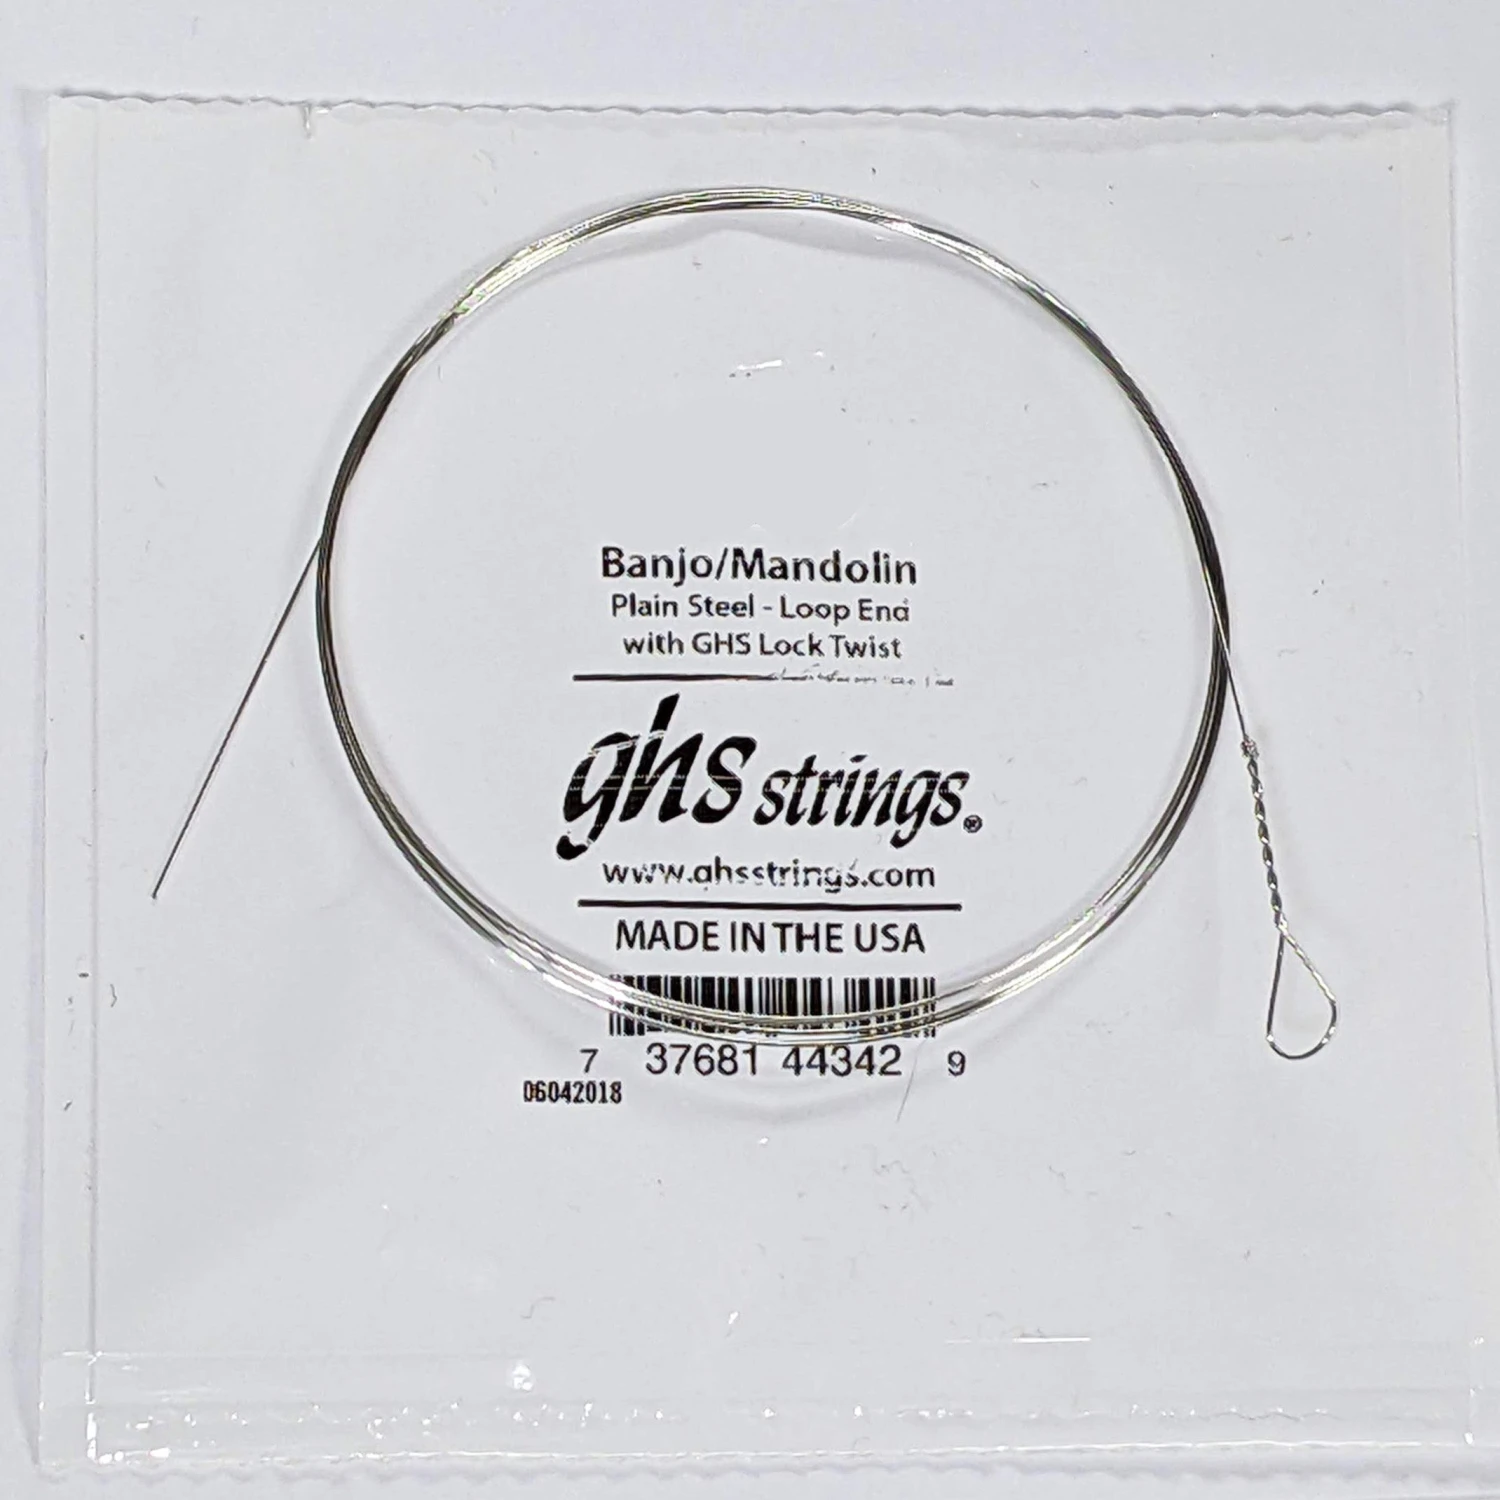 Banjo/Mandolin
Plain Steel - Loop End
with GHS Lock Twist
ghs strings®
www.ghsstrings.com
MADE IN THE USA
7 37681 44342 9
06042018